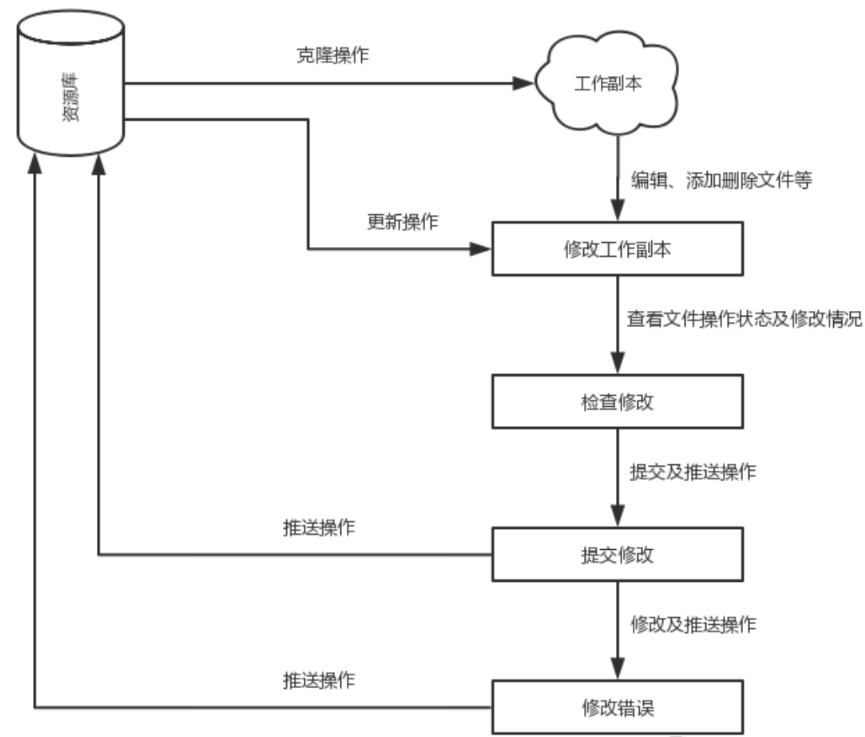 克隆操作
资源库
工作副本
编辑、添加删除文件等
更新操作
修改工作副本
查看文件操作状态及修改情况
检查修改
提交及推送操作
推送操作
提交修改
修改及推送操作
推送操作
修改错误